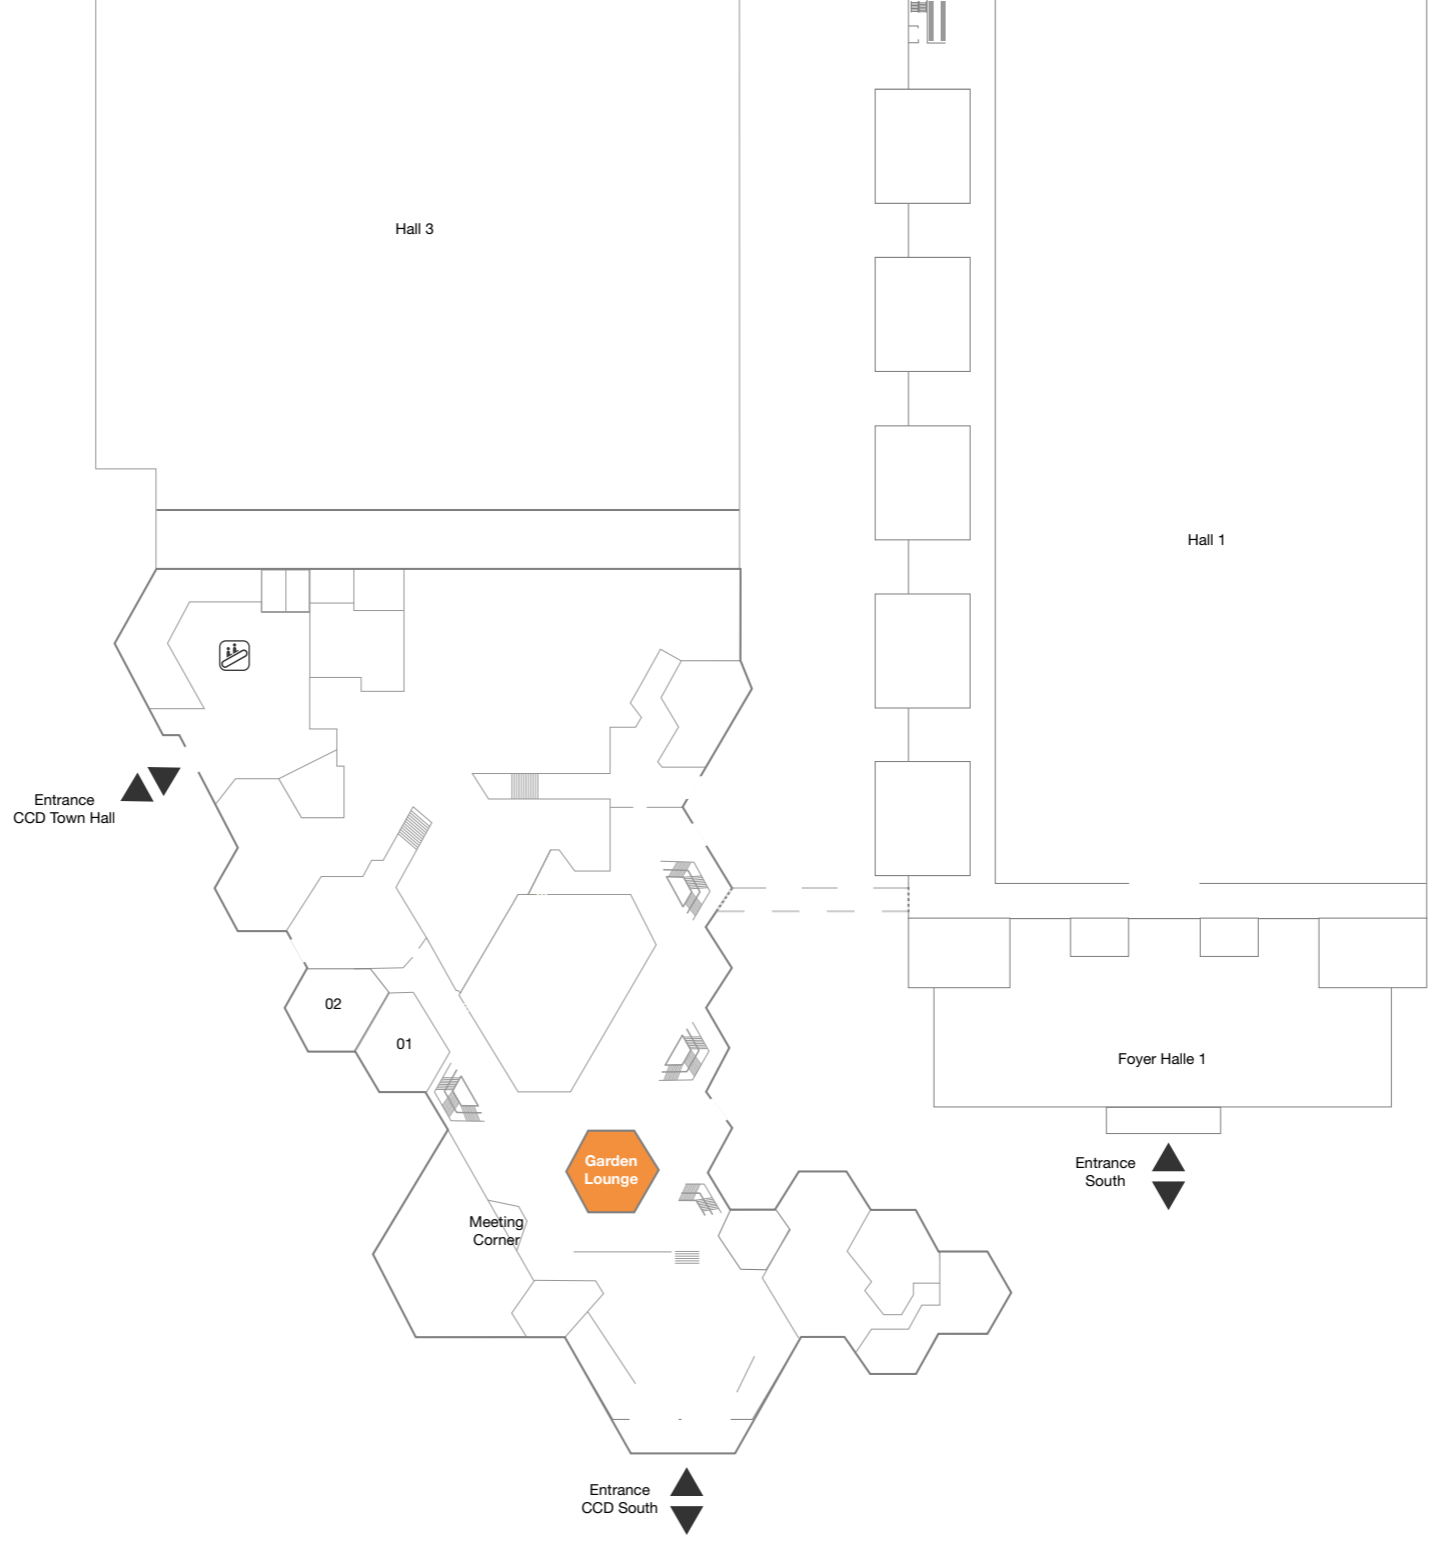 Hall 3
Hall 1
Entrance
CCD Town Hall
02
01
Foyer Halle 1
Garden
Lounge
Entrance
South
Meeting
Corner
Entrance
CCD South